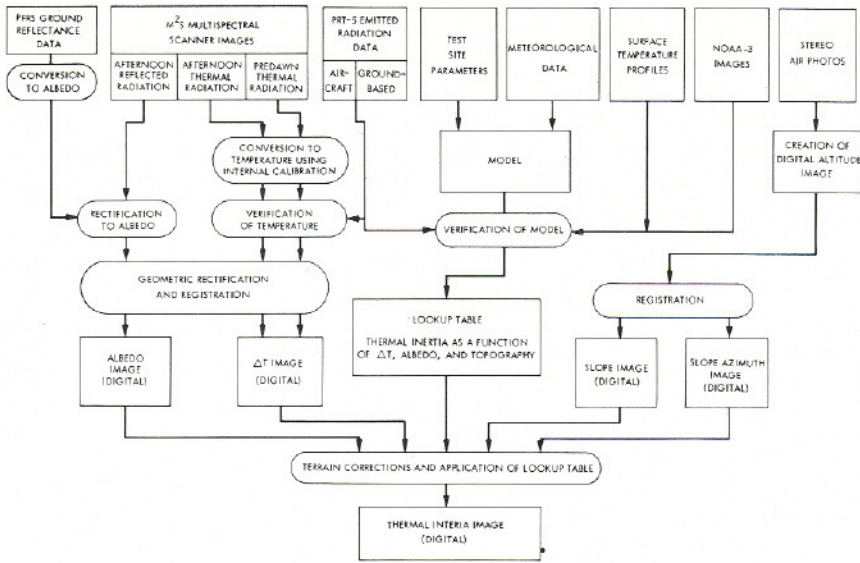 PFRS GROUND
REFLECTANCE
DATA
M²S MULTISPECTRAL
SCANNER IMAGES
AFTERNOON
REFLECTED
RADIATION
AFTERNOON
THERMAL
RADIATION
PREDAWN
THERMAL
RADIATION
PRT-5 EMITTED
RADIATION
DATA
AIR-
CRAFT
GROUND-
BASED
TEST
SITE
PARAMETERS
METEOROLOGICAL
DATA
SURFACE
TEMPERATURE
PROFILES
NOAA-3
IMAGES
STEREO
AIR PHOTOS
CONVERSION
TO ALBEDO
CONVERSION TO
TEMPERATURE USING
INTERNAL CALIBRATION
MODEL
CREATION OF
DIGITAL ALTITUDE
IMAGE
RECTIFICATION
TO ALBEDO
VERIFICATION
OF TEMPERATURE
VERIFICATION OF MODEL
GEOMETRIC RECTIFICATION
AND REGISTRATION
REGISTRATION
LOOKUP TABLE
THERMAL INERTIA AS A FUNCTION
OF ΔT, ALBEDO, AND TOPOGRAPHY
ALBEDO
IMAGE
(DIGITAL)
ΔT IMAGE
(DIGITAL)
SLOPE IMAGE
(DIGITAL)
SLOPE AZIMUTH
IMAGE
(DIGITAL)
TERRAIN CORRECTIONS AND APPLICATION OF LOOKUP TABLE
THERMAL INTERIA IMAGE
(DIGITAL)